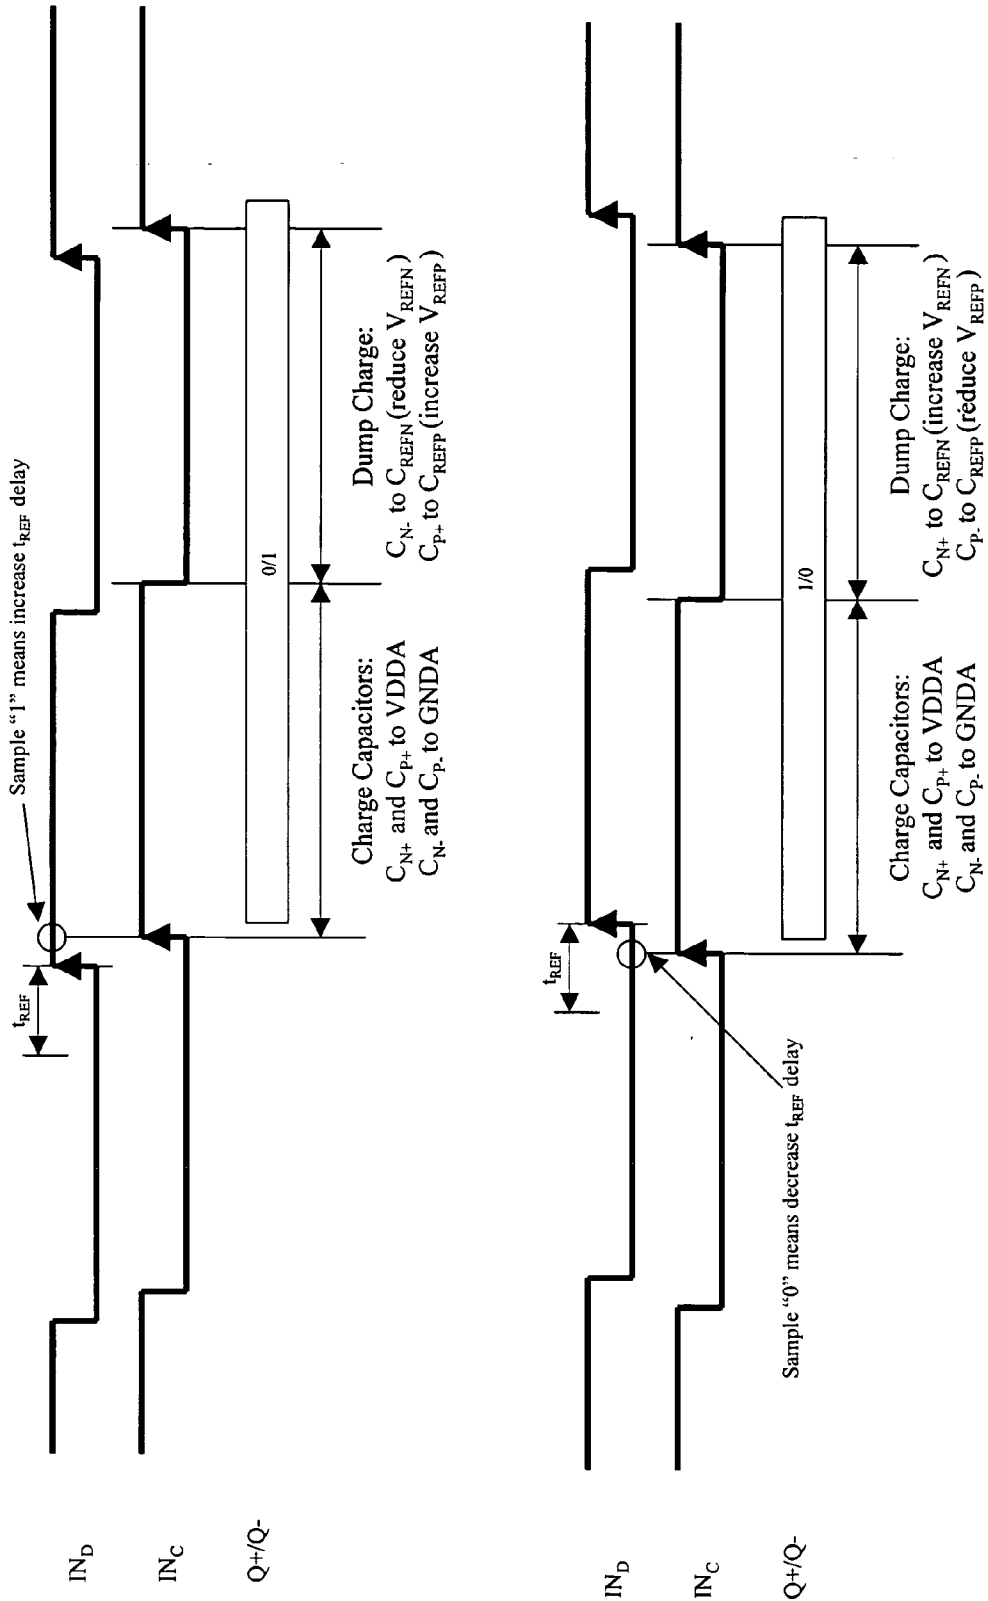 Sample “1” means increase tREF delay
tREF
IND
INC
Q+/Q-
0/1
Charge Capacitors:
CN+ and CP+ to VDDA
CN- and CP- to GNDA
Dump Charge:
CN- to CREFN (reduce VREFN)
CP+ to CREFP (increase VREFP)
tREF
IND
INC
Sample “0” means decrease tREF delay
Q+/Q-
1/0
Charge Capacitors:
CN+ and CP+ to VDDA
CN- and CP- to GNDA
Dump Charge:
CN+ to CREFN (increase VREFN)
CP- to CREFP (reduce VREFP)